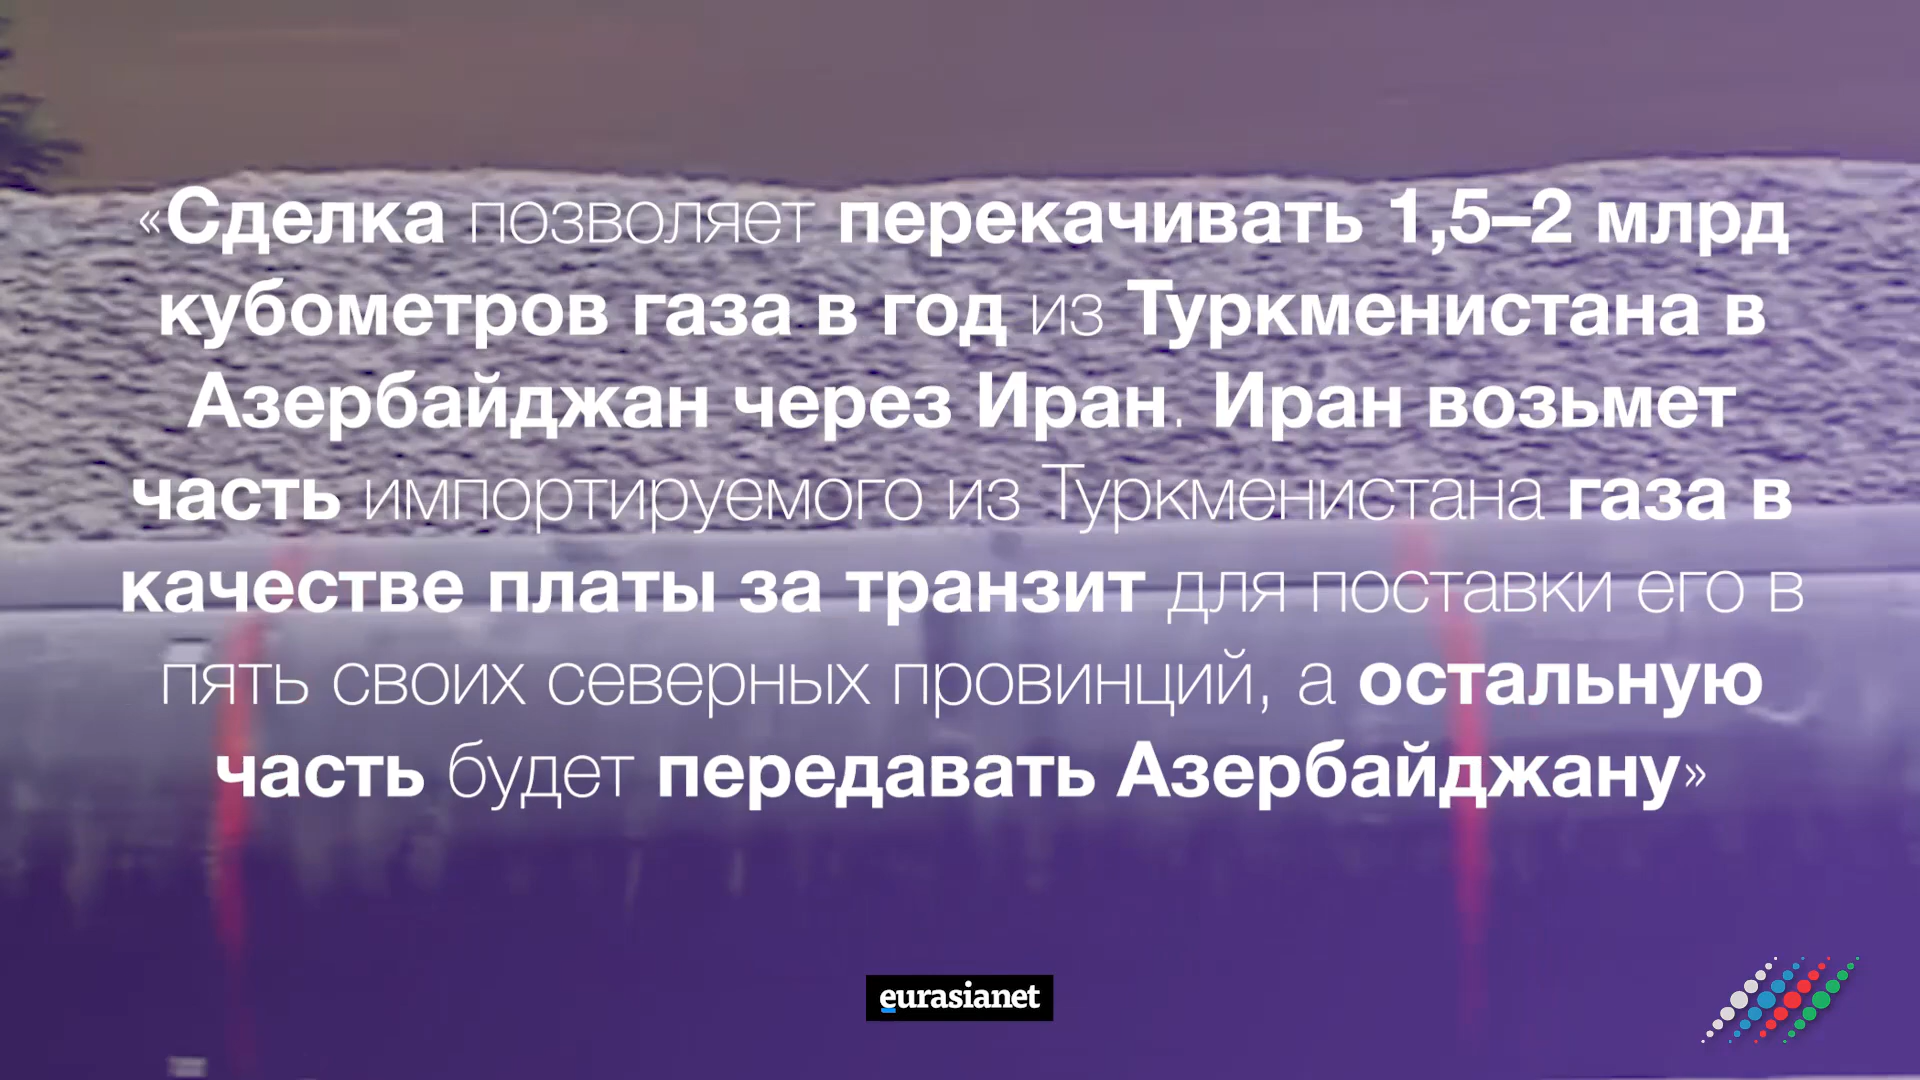 «Сделка позволяет перекачивать 1,5–2 млрд
кубометров газа в год из Туркменистана в
Азербайджан через Иран. Иран возьмет
часть импортируемого из Туркменистана газа в
качестве платы за транзит для поставки его в
пять своих северных провинций, а остальную
часть будет передавать Азербайджану»
eurasianet